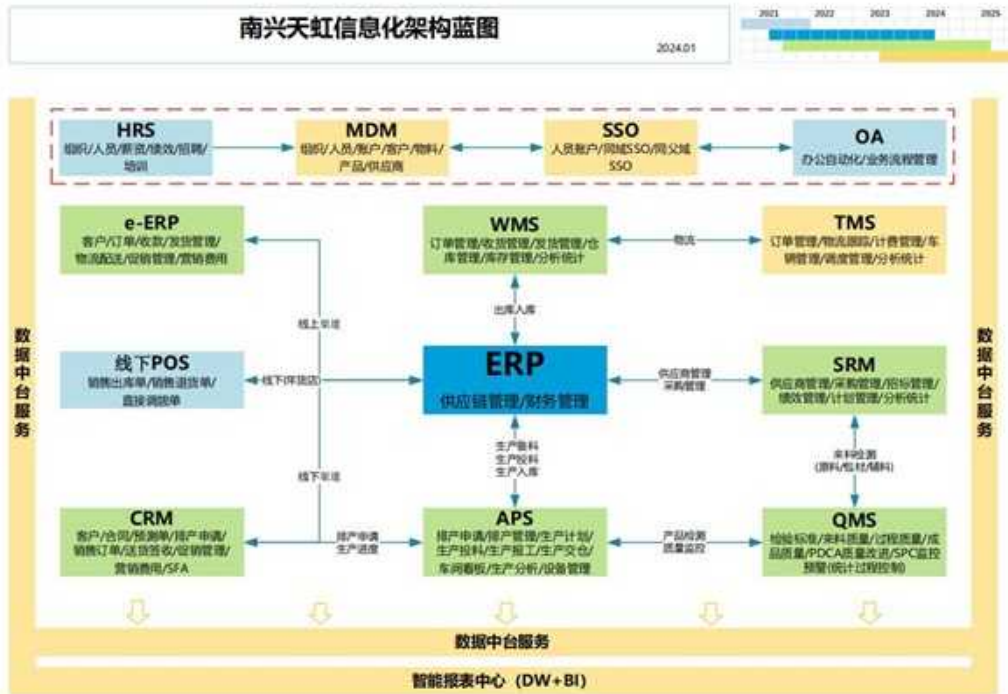 南兴天虹信息化架构蓝图
2024.01
2021 2022 2023 2024 2025
HRS
组织/人员/薪资/绩效/招聘/
培训
MDM
组织/人员/账户/客户/物料/
产品/供应商
SSO
人员账户/同域SSO/同父域
SSO
OA
办公自动化/业务流程管理
e-ERP
客户/订单/收款/发货管理/
物流配送/促销管理/营销费用
WMS
订单管理/收货管理/发货管理/仓
库管理/库存管理/分析统计
物流
TMS
订单管理/物流跟踪/计费管理/车
辆管理/调度管理/分析统计
线上渠道
出库入库
数据中台服务
线下POS
销售出库单/销售退货单/
直接调拨单
线下(年货店)
ERP
供应链管理/财务管理
供应商管理
采购管理
SRM
供应商管理/采购管理/招标管理/
绩效管理/计划管理/分析统计
数据中台服务
生产备料
生产投料
生产入库
来料检测
(原料/包材/辅料)
线下渠道
CRM
客户/合同/预测单/排产申请/
销售订单/送货签收/促销管理/
营销费用/SFA
排产申请
生产进度
APS
排产申请/排产管理/生产计划/
生产投料/生产报工/生产交仓/
车间看板/生产分析/设备管理
产品检测
质量监控
QMS
检验标准/来料质量/过程质量/成
品质量/PDCA质量改进/SPC监控
预警(统计过程控制)
数据中台服务
智能报表中心（DW+BI）